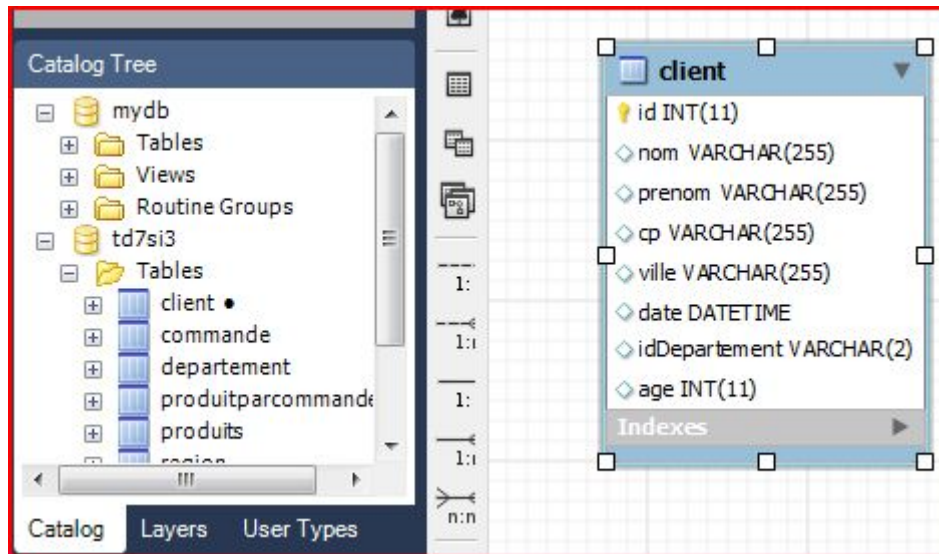 Catalog Tree
mydb
Tables
Views
Routine Groups
td7si3
Tables
client •
commande
departement
produitparcommande
produits
region
Catalog
Layers
User Types
1:
1:
1:
1:
n:n
client
id INT(11)
nom VARCHAR(255)
prenom VARCHAR(255)
cp VARCHAR(255)
ville VARCHAR(255)
date DATETIME
idDepartement VARCHAR(2)
age INT(11)
Indexes